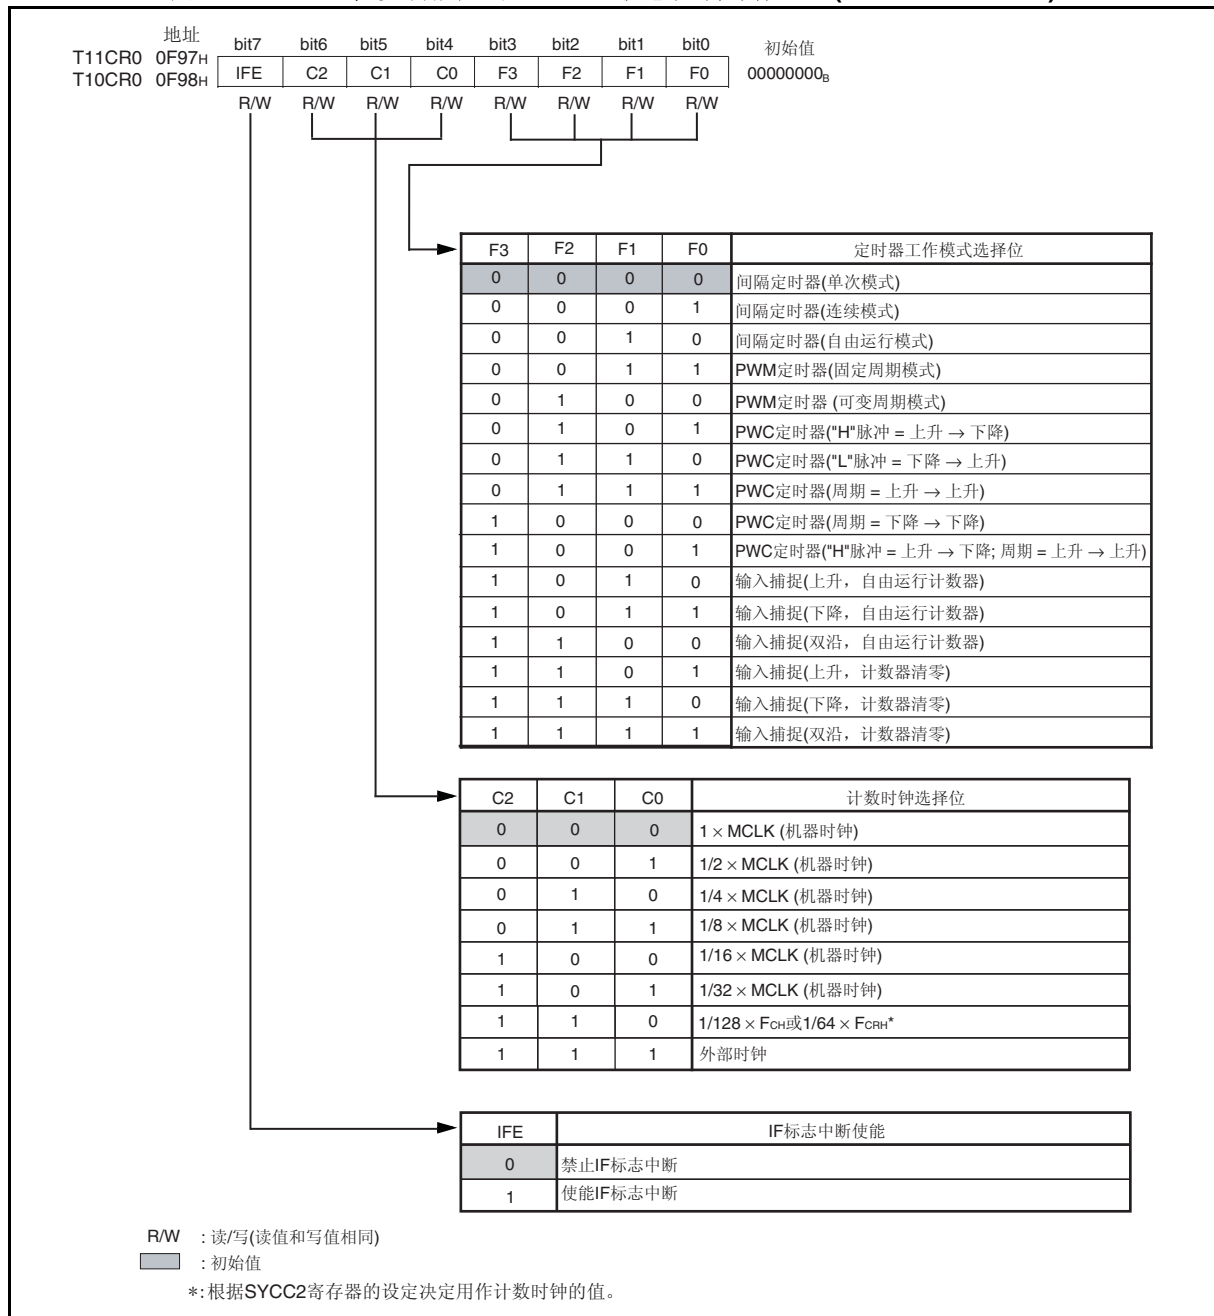 地址 bit7 bit6 bit5 bit4 bit3 bit2 bit1 bit0 初始值
T11CR0 0F97H
T10CR0 0F98H IFE C2 C1 C0 F3 F2 F1 F0 00000000B
R/W R/W R/W R/W R/W R/W R/W R/W
F3 F2 F1 F0 定时器工作模式选择位
0 0 0 0 间隔定时器(单次模式)
0 0 0 1 间隔定时器(连续模式)
0 0 1 0 间隔定时器(自由运行模式)
0 0 1 1 PWM定时器(固定周期模式)
0 1 0 0 PWM定时器 (可变周期模式)
0 1 0 1 PWC定时器("H"脉冲 = 上升 → 下降)
0 1 1 0 PWC定时器("L"脉冲 = 下降 → 上升)
0 1 1 1 PWC定时器(周期 = 上升 → 上升)
1 0 0 0 PWC定时器(周期 = 下降 → 下降)
1 0 0 1 PWC定时器("H"脉冲 = 上升 → 下降; 周期 = 上升 → 上升)
1 0 1 0 输入捕捉(上升，自由运行计数器)
1 0 1 1 输入捕捉(下降，自由运行计数器)
1 1 0 0 输入捕捉(双沿，自由运行计数器)
1 1 0 1 输入捕捉(上升，计数器清零)
1 1 1 0 输入捕捉(下降，计数器清零)
1 1 1 1 输入捕捉(双沿，计数器清零)
C2 C1 C0 计数时钟选择位
0 0 0 1 × MCLK (机器时钟)
0 0 1 1/2 × MCLK (机器时钟)
0 1 0 1/4 × MCLK (机器时钟)
0 1 1 1/8 × MCLK (机器时钟)
1 0 0 1/16 × MCLK (机器时钟)
1 0 1 1/32 × MCLK (机器时钟)
1 1 0 1/128 × FCH或1/64 × FCRH*
1 1 1 外部时钟
IFE IF标志中断使能
0 禁止IF标志中断
1 使能IF标志中断
R/W : 读/写(读值和写值相同)
: 初始值
*: 根据SYCC2寄存器的设定决定用作计数时钟的值。